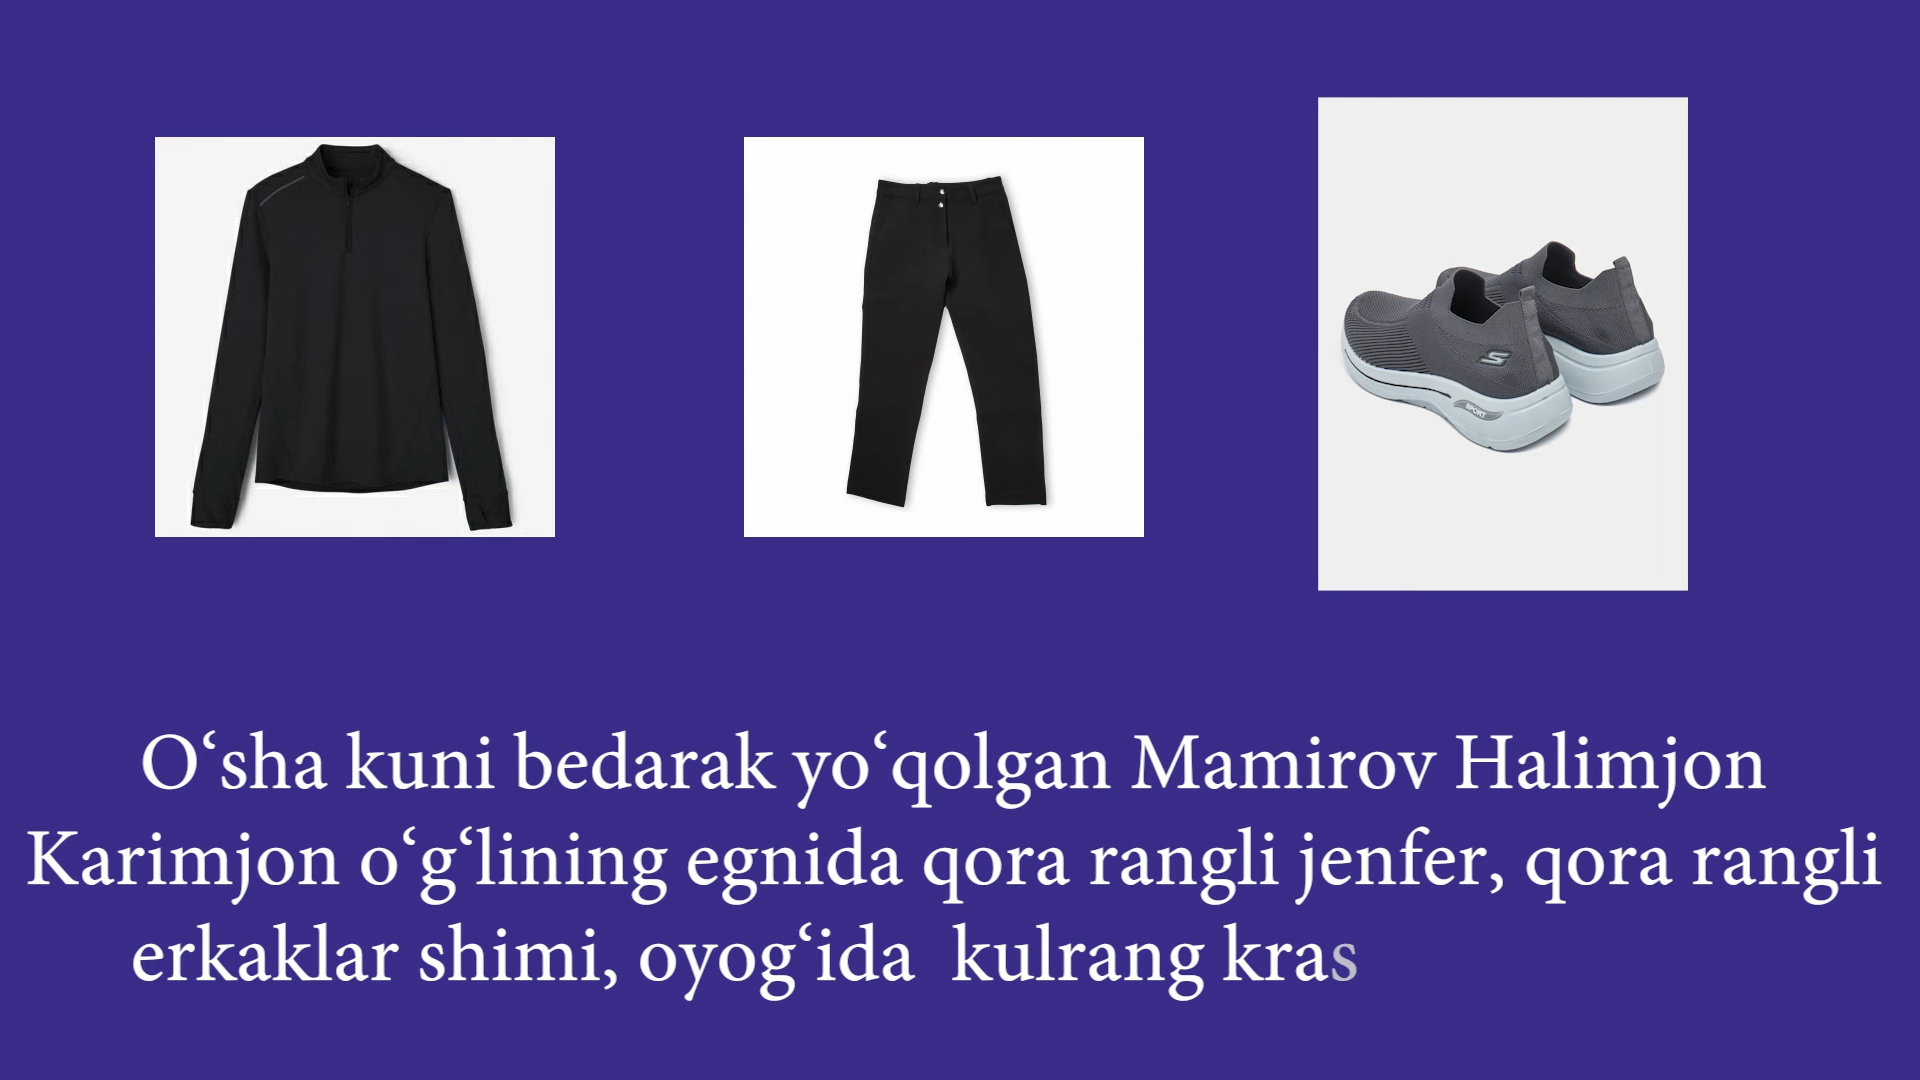 SPORT
O‘sha kuni bedarak yo‘qolgan Mamirov Halimjon
Karimjon o‘g‘lining egnida qora rangli jenfer, qora rangli
erkaklar shimi, oyog‘ida kulrang kras